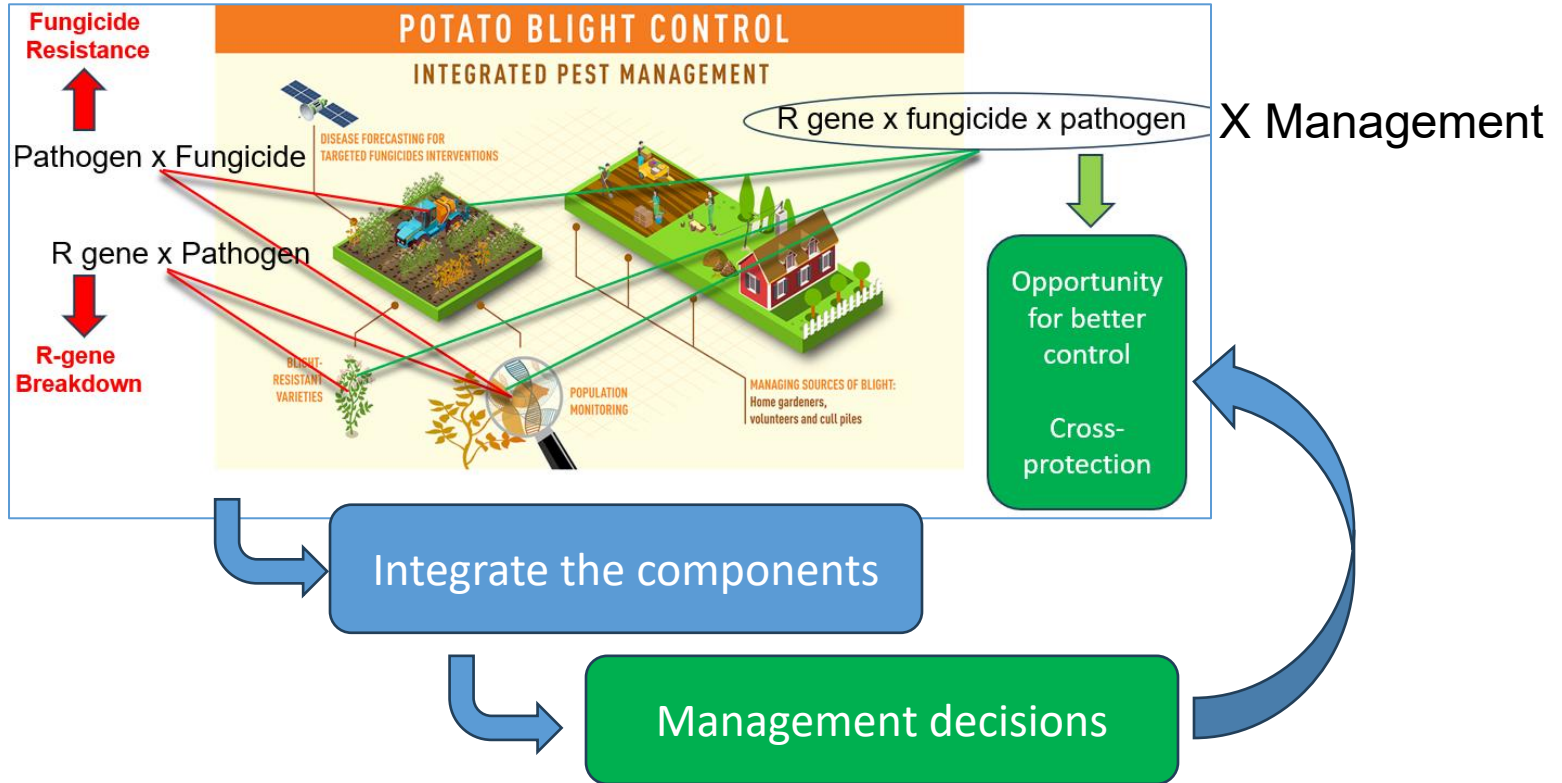 Fungicide
Resistance
POTATO BLIGHT CONTROL
INTEGRATED PEST MANAGEMENT
DISEASE FORECASTING FOR
TARGETED FUNGICIDES INTERVENTIONS
Pathogen x Fungicide
R gene x fungicide x pathogen
X Management
R gene x Pathogen
R-gene
Breakdown
BLIGHT-
RESISTANT
VARIETIES
POPULATION
MONITORING
MANAGING SOURCES OF BLIGHT:
Home gardeners,
volunteers and cull piles
Opportunity
for better
control
Cross-
protection
Integrate the components
Management decisions